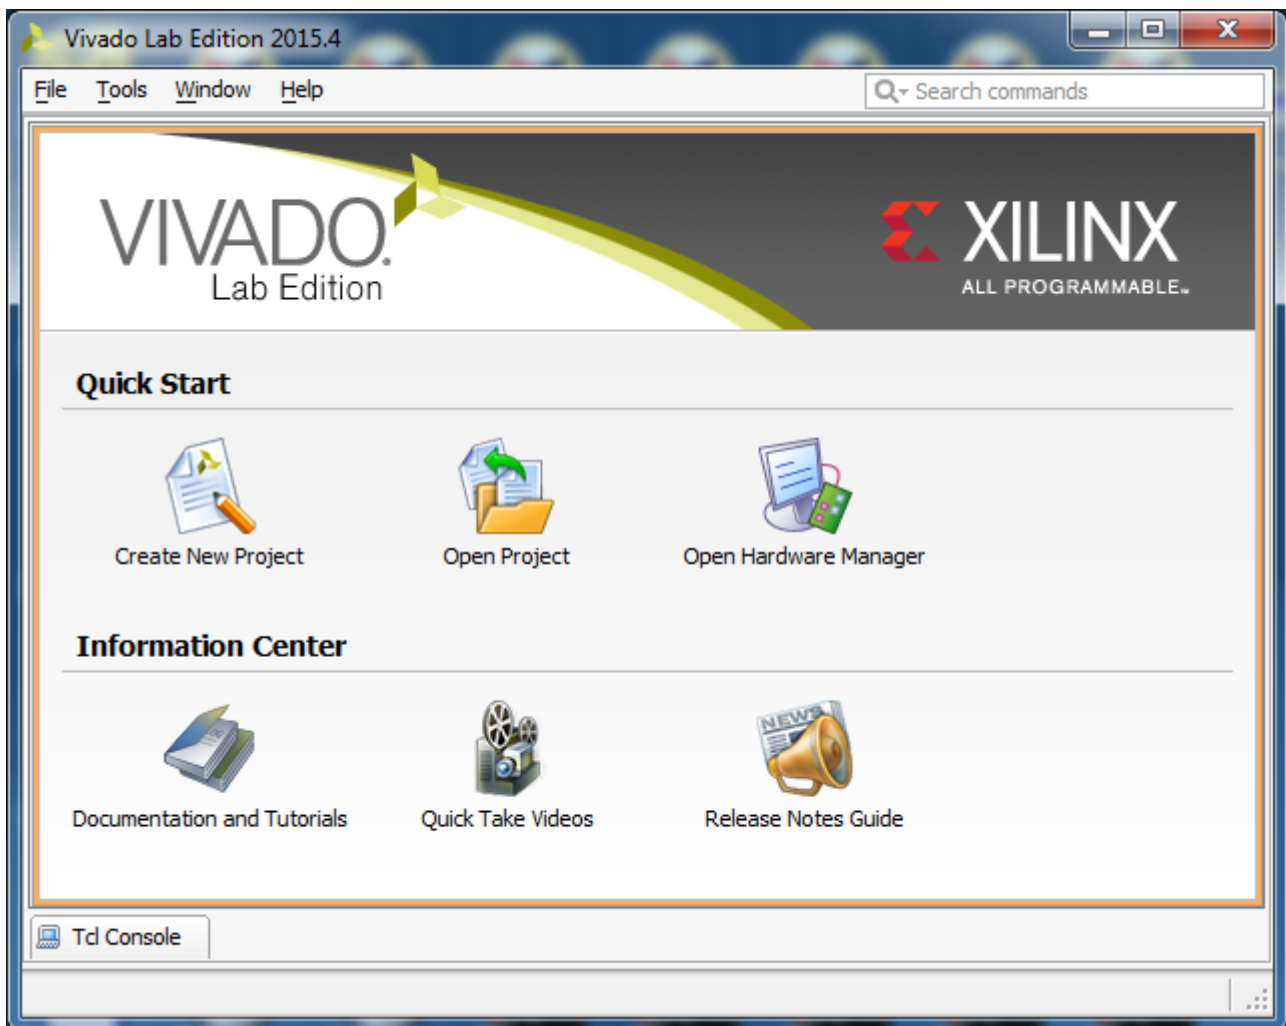 Vivado Lab Edition 2015.4
File Tools Window Help Search commands
VIVADO.
Lab Edition
XILINX
ALL PROGRAMMABLE™
Quick Start
Create New Project Open Project Open Hardware Manager
Information Center
NEWS
Documentation and Tutorials Quick Take Videos Release Notes Guide
Tcl Console